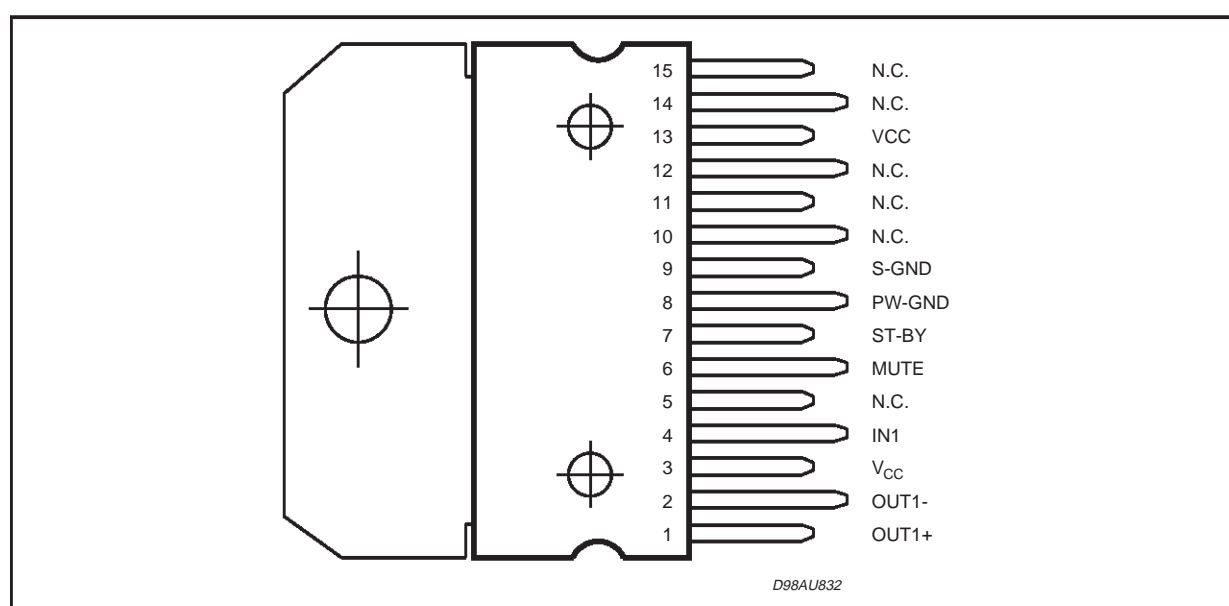 15 N.C.
14 N.C.
13 VCC
12 N.C.
11 N.C.
10 N.C.
9 S-GND
8 PW-GND
7 ST-BY
6 MUTE
5 N.C.
4 IN1
3 VCC
2 OUT1-
1 OUT1+
D98AU832